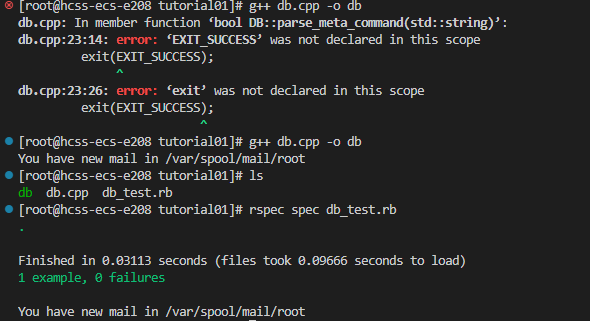 [root@hcss-ecs-e208 tutorial01]# g++ db.cpp -o db
db.cpp: In member function ‘bool DB::parse_meta_command(std::string)’:
db.cpp:23:14: error: ‘EXIT_SUCCESS’ was not declared in this scope
         exit(EXIT_SUCCESS);
              ^
db.cpp:23:26: error: ‘exit’ was not declared in this scope
         exit(EXIT_SUCCESS);
                          ^
[root@hcss-ecs-e208 tutorial01]# g++ db.cpp -o db
You have new mail in /var/spool/mail/root
[root@hcss-ecs-e208 tutorial01]# ls
db  db.cpp  db_test.rb
[root@hcss-ecs-e208 tutorial01]# rspec spec db_test.rb
.
Finished in 0.03113 seconds (files took 0.09666 seconds to load)
1 example, 0 failures
You have new mail in /var/spool/mail/root